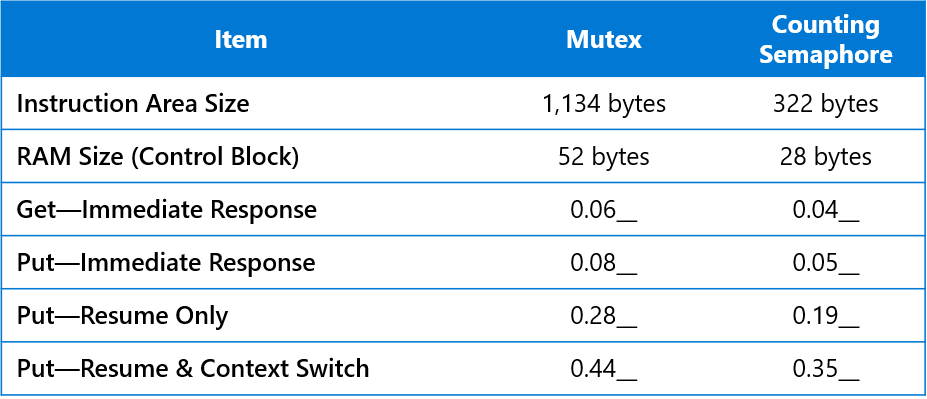 Item Mutex Counting Semaphore
Instruction Area Size 1,134 bytes 322 bytes
RAM Size (Control Block) 52 bytes 28 bytes
Get—Immediate Response 0.06__ 0.04__
Put—Immediate Response 0.08__ 0.05__
Put—Resume Only 0.28__ 0.19__
Put—Resume & Context Switch 0.44__ 0.35__